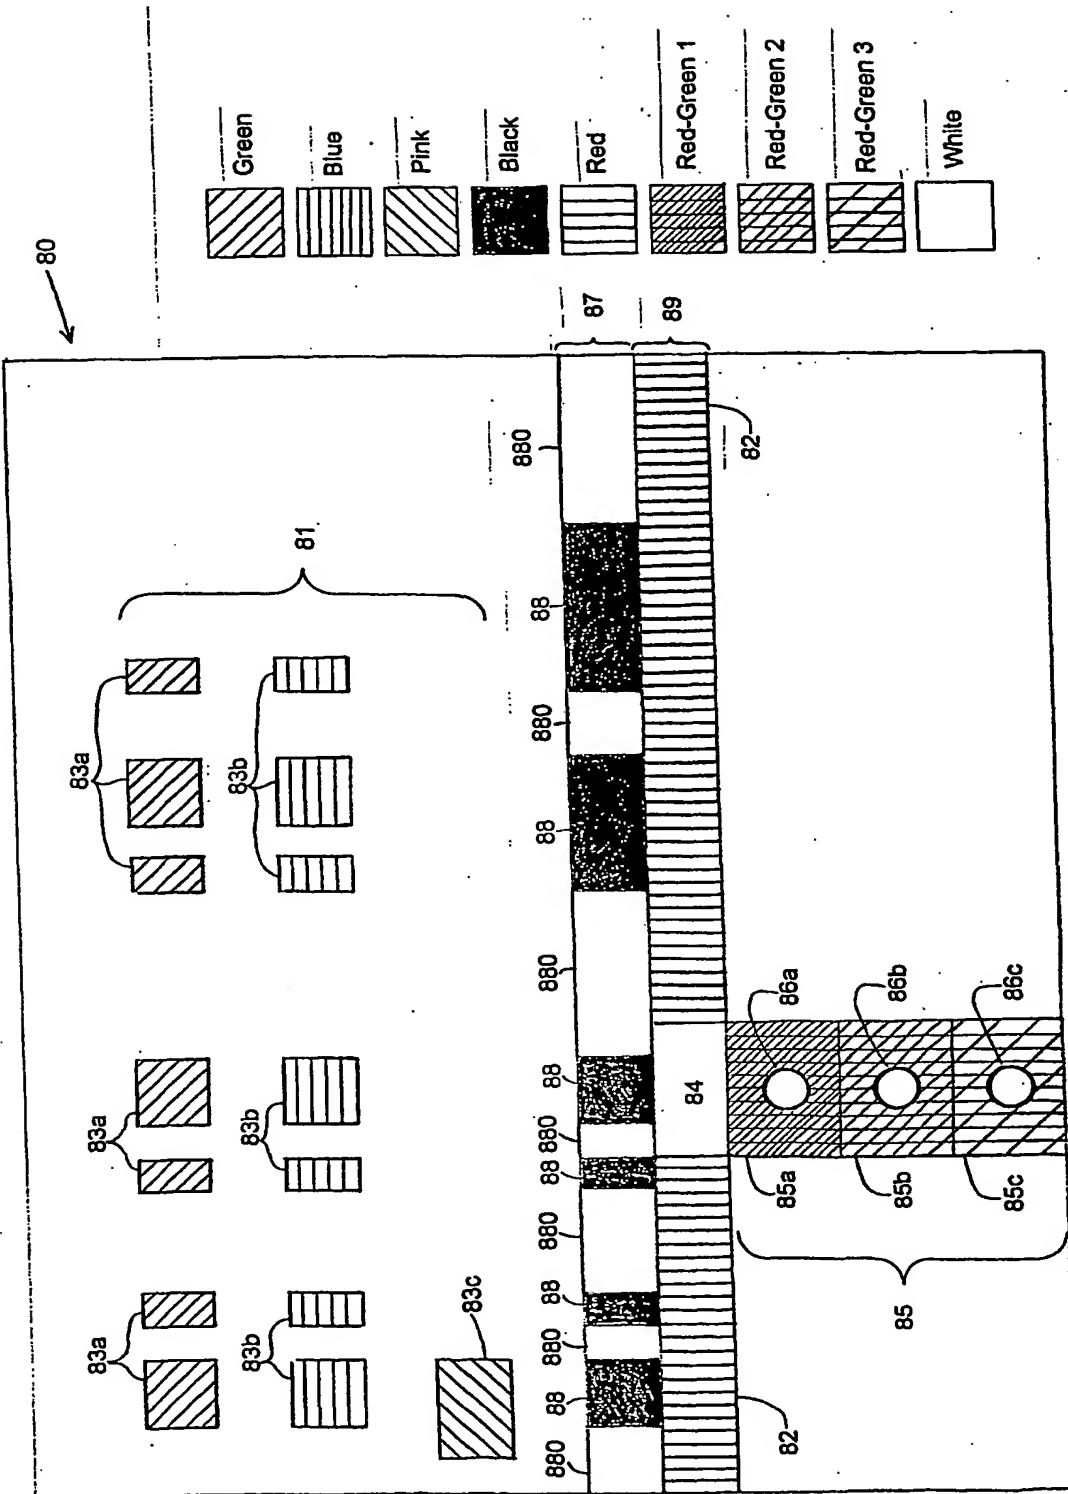 80
83a
83a
83a
83b
83b
83b
81
83c
880
88
880
88
880
88
880
88
880
88
880
88
880
87
89
84
82
82
85a
86a
85b
86b
85c
86c
85
Green
Blue
Pink
Black
Red
Red-Green 1
Red-Green 2
Red-Green 3
White